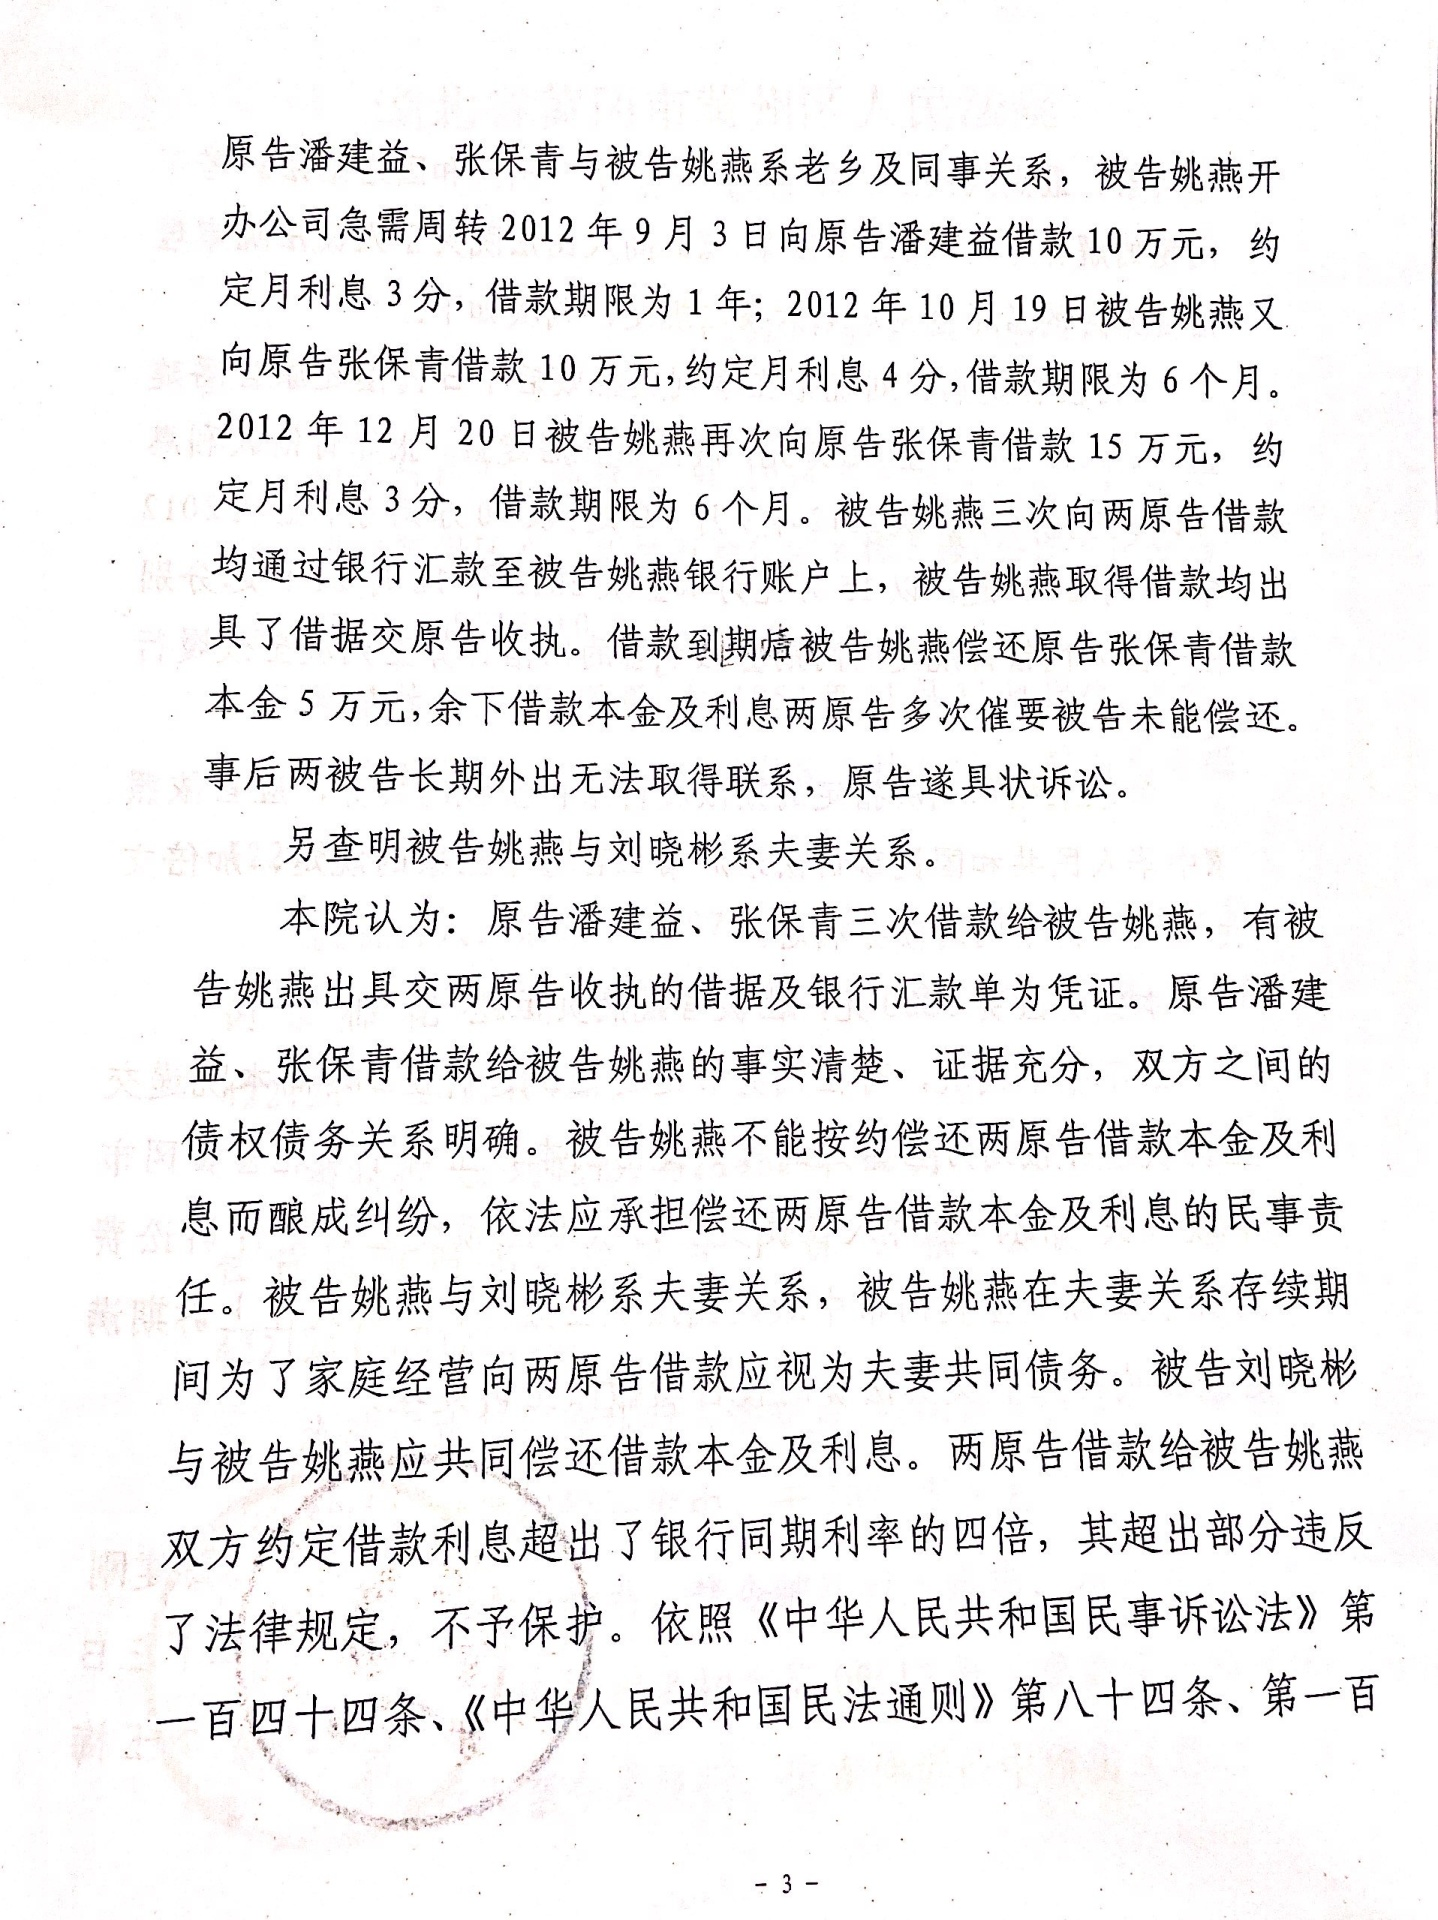 原告潘建益、张保青与被告姚燕系老乡及同事关系，被告姚燕开
办公司急需周转 2012 年 9 月 3 日向原告潘建益借款 10 万元，约
定月利息 3 分，借款期限为 1 年；2012 年 10 月 19 日被告姚燕又
向原告张保青借款 10 万元，约定月利息 4 分，借款期限为 6 个月。
2012 年 12 月 20 日被告姚燕再次向原告张保青借款 15 万元，约
定月利息 3 分，借款期限为 6 个月。被告姚燕三次向两原告借款
均通过银行汇款至被告姚燕银行账户上，被告姚燕取得借款均出
具了借据交原告收执。借款到期后被告姚燕偿还原告张保青借款
本金 5 万元，余下借款本金及利息两原告多次催要被告未能偿还。
事后两被告长期外出无法取得联系，原告遂具状诉讼。
另查明被告姚燕与刘晓彬系夫妻关系。
本院认为：原告潘建益、张保青三次借款给被告姚燕，有被
告姚燕出具交两原告收执的借据及银行汇款单为凭证。原告潘建
益、张保青借款给被告姚燕的事实清楚、证据充分，双方之间的
债权债务关系明确。被告姚燕不能按约偿还两原告借款本金及利
息而酿成纠纷，依法应承担偿还两原告借款本金及利息的民事责
任。被告姚燕与刘晓彬系夫妻关系，被告姚燕在夫妻关系存续期
间为了家庭经营向两原告借款应视为夫妻共同债务。被告刘晓彬
与被告姚燕应共同偿还借款本金及利息。两原告借款给被告姚燕
双方约定借款利息超出了银行同期利率的四倍，其超出部分违反
了法律规定，不予保护。依照《中华人民共和国民事诉讼法》第
一百四十四条、《中华人民共和国民法通则》第八十四条、第一百
- 3 -